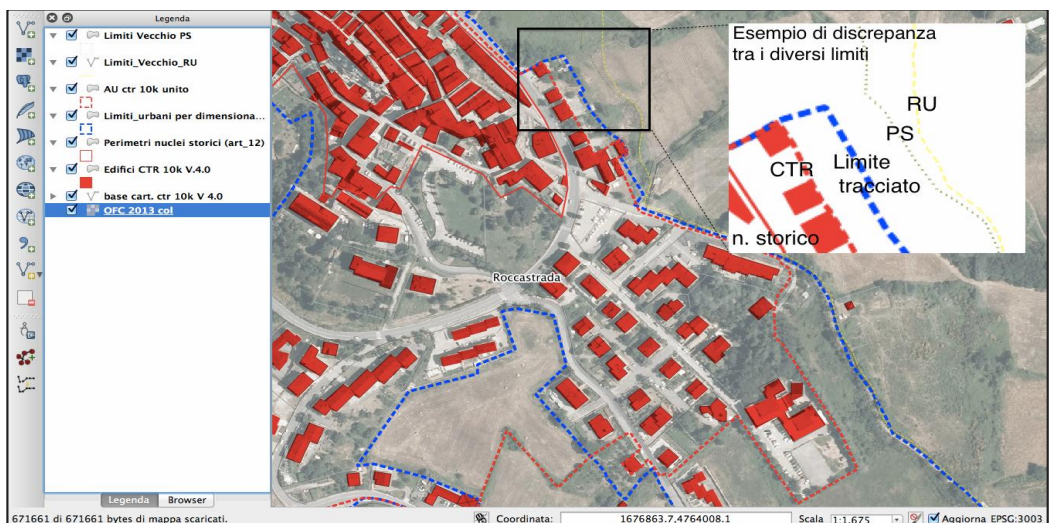 Legenda
Limiti Vecchio PS
Limiti_Vecchio_RU
AU ctr 10k unito
Limiti_urbani per dimensiona...
Perimetri nuclei storici (art_12)
Edifici CTR 10k V.4.0
base cart. ctr 10k V 4.0
OFC 2013 col
Legenda Browser
Roccastrada
Esempio di discrepanza
tra i diversi limiti
RU
PS
CTR Limite
tracciato
n. storico
671661 di 671661 bytes di mappa scaricati.
Coordinata: 1676863.7,4764008.1 Scala 1:1.675 Aggiorna EPSG:3003